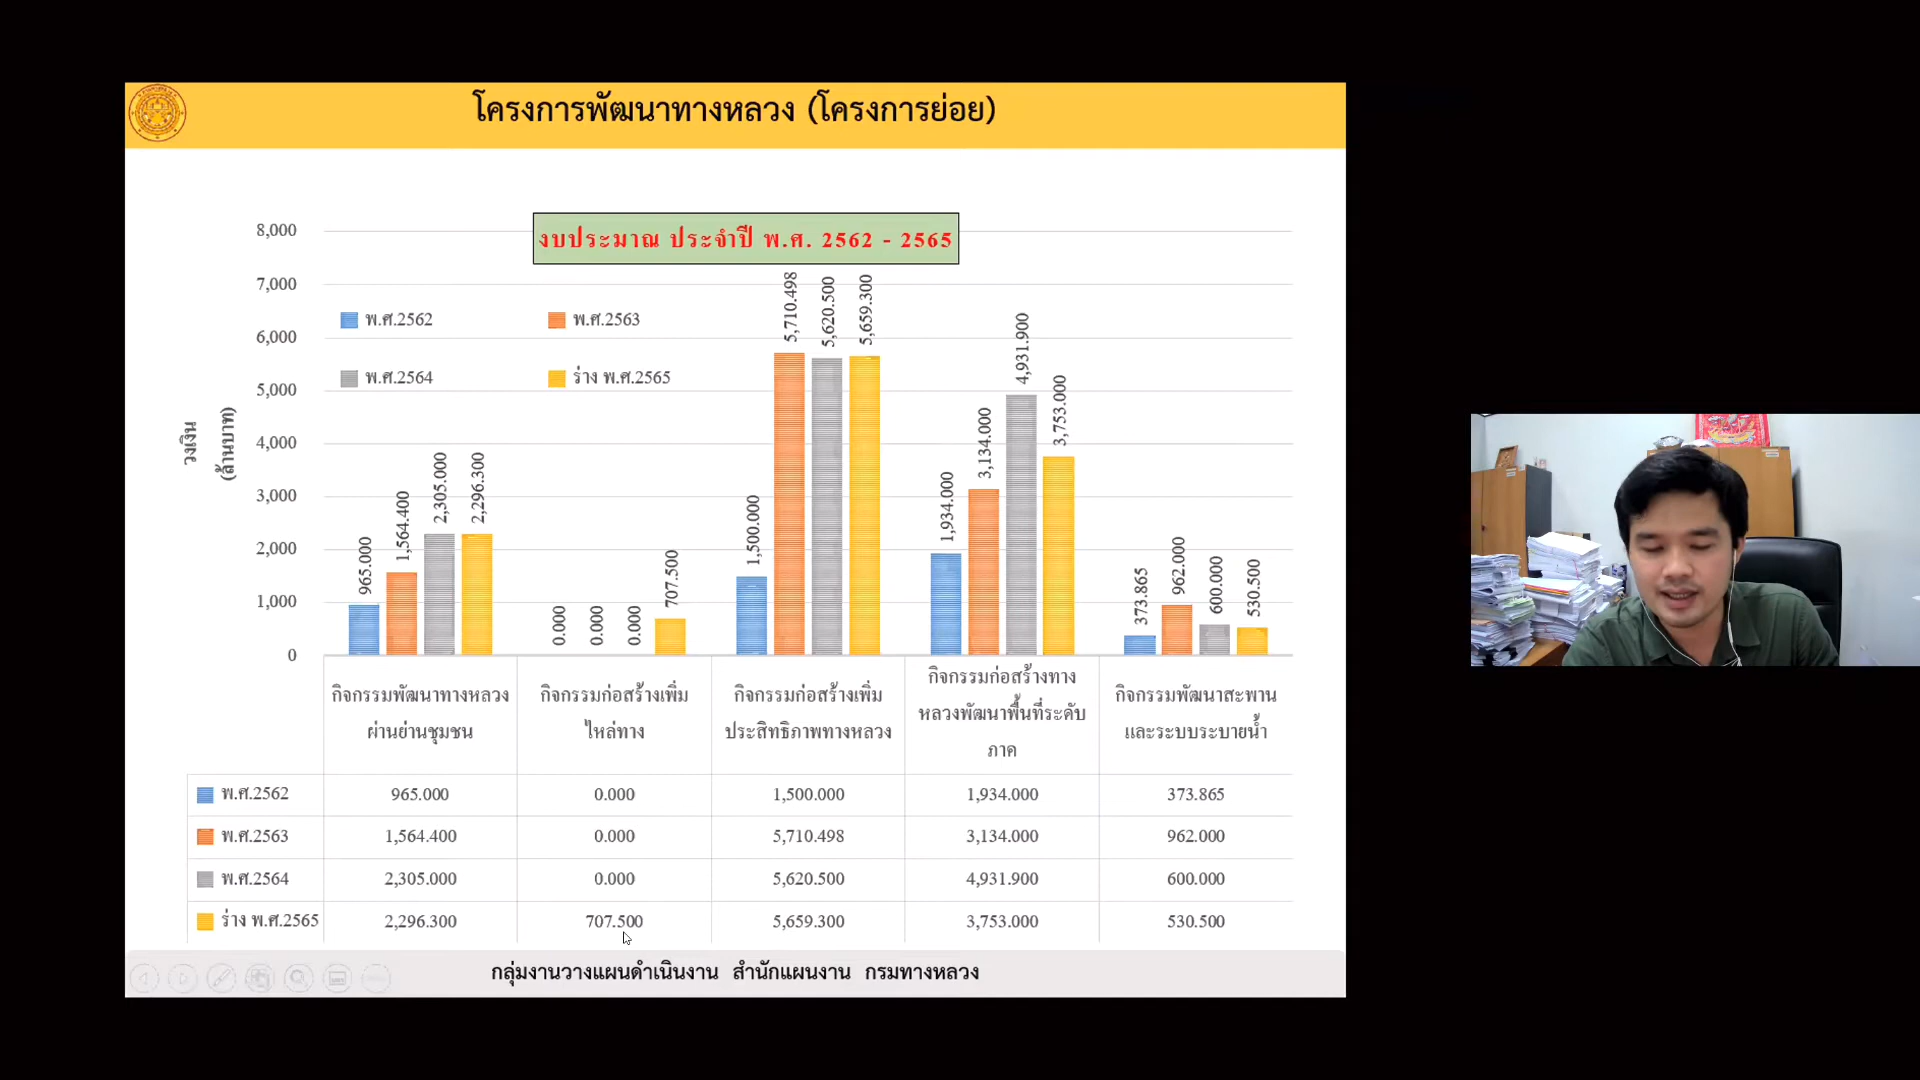 โครงการพัฒนาทางหลวง (โครงการย่อย)
งบประมาณ ประจำปี พ.ศ. 2562 - 2565
วงเงิน
(ล้านบาท)
8,000
7,000
6,000
5,000
4,000
3,000
2,000
1,000
0
พ.ศ.2562 พ.ศ.2563
พ.ศ.2564 ร่าง พ.ศ.2565
965.000 1,564.400 2,305.000 2,296.300
0.000 0.000 0.000 707.500
1,500.000 5,710.498 5,620.500 5,659.300
1,934.000 3,134.000 4,931.900 3,753.000
373.865 962.000 600.000 530.500
กิจกรรมพัฒนาทางหลวง
ผ่านย่านชุมชน
กิจกรรมก่อสร้างเพิ่ม
ไหล่ทาง
กิจกรรมก่อสร้างเพิ่ม
ประสิทธิภาพทางหลวง
กิจกรรมก่อสร้างทาง
หลวงพัฒนาพื้นที่ระดับ
ภาค
กิจกรรมพัฒนาสะพาน
และระบบระบายน้ำ
พ.ศ.2562 965.000 0.000 1,500.000 1,934.000 373.865
พ.ศ.2563 1,564.400 0.000 5,710.498 3,134.000 962.000
พ.ศ.2564 2,305.000 0.000 5,620.500 4,931.900 600.000
ร่าง พ.ศ.2565 2,296.300 707.500 5,659.300 3,753.000 530.500
กลุ่มงานวางแผนดำเนินงาน สำนักแผนงาน กรมทางหลวง